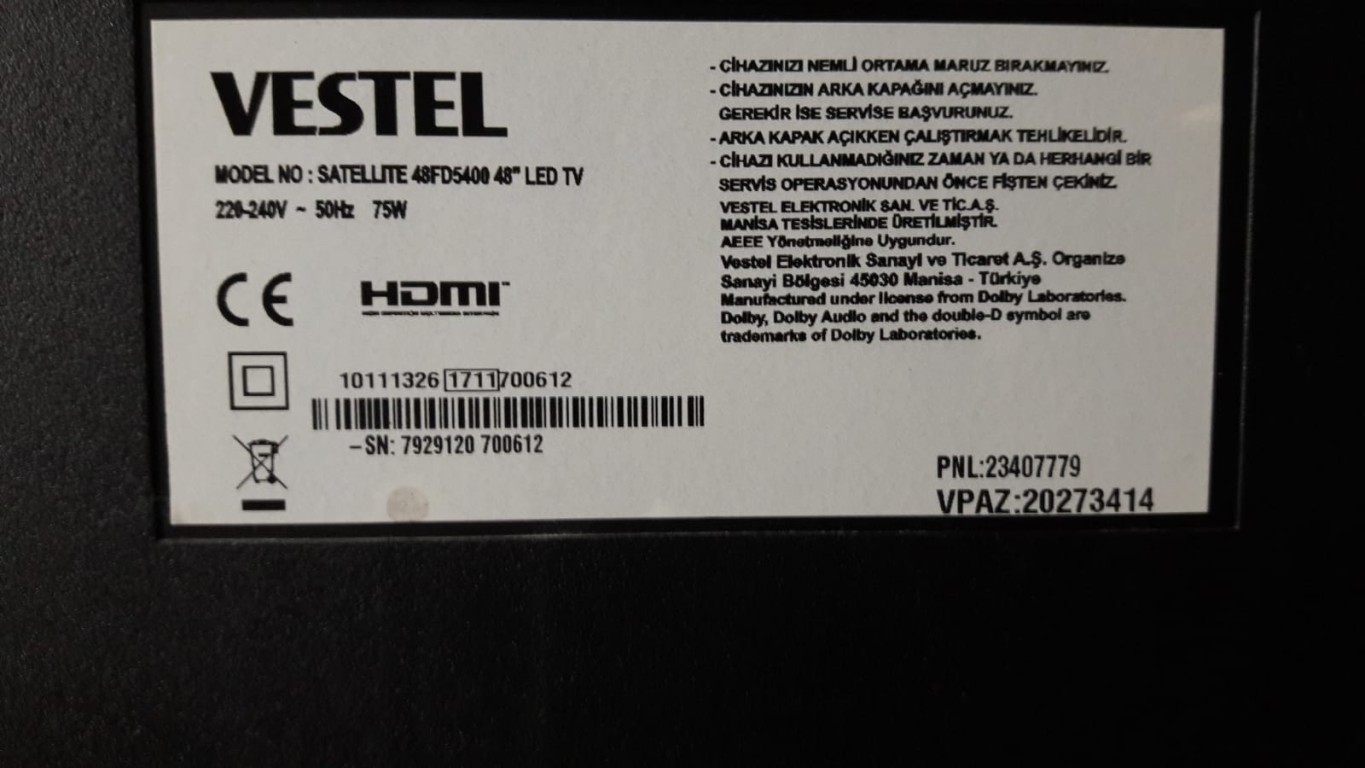 VESTEL
MODEL NO : SATELLITE 48FD5400 48" LED TV
220-240V ~ 50Hz 75W
CE
HDMI™
HIGH DEFINITION MULTIMEDIA INTERFACE
10111326 1711 700612
-SN: 7929120 700612
- CİHAZINIZI NEMLİ ORTAMA MARUZ BIRAKMAYINIZ.
- CİHAZINIZIN ARKA KAPAĞINI AÇMAYINIZ.
GEREKİR İSE SERVİSE BAŞVURUNUZ.
- ARKA KAPAK AÇIKKEN ÇALIŞTIRMAK TEHLİKELİDİR.
- CİHAZI KULLANMADIĞINIZ ZAMAN YA DA HERHANGİ BİR
SERVİS OPERASYONUNDAN ÖNCE FİŞTEN ÇEKİNİZ.
VESTEL ELEKTRONİK SAN. VE TİC.A.Ş.
MANİSA TESİSLERİNDE ÜRETİLMİŞTİR.
AEEE Yönetmeliğine Uygundur.
Vestel Elektronik Sanayi ve Ticaret A.Ş. Organize
Sanayi Bölgesi 45030 Manisa - Türkiye
Manufactured under license from Dolby Laboratories.
Dolby, Dolby Audio and the double-D symbol are
trademarks of Dolby Laboratories.
PNL:23407779
VPAZ:20273414